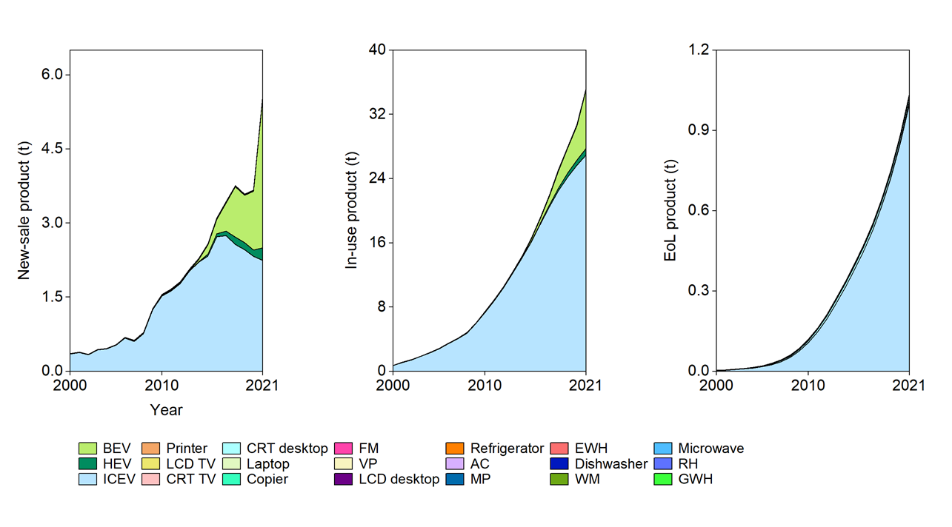 New-sale product (t)
6.0
4.5
3.0
1.5
0.0
2000 2010 2021
Year
In-use product (t)
40
32
24
16
8
0
2000 2010 2021
EoL product (t)
1.2
0.9
0.6
0.3
0.0
2000 2010 2021
BEV Printer CRT desktop FM Refrigerator EWH Microwave
HEV LCD TV Laptop VP AC Dishwasher RH
ICEV CRT TV Copier LCD desktop MP WM GWH